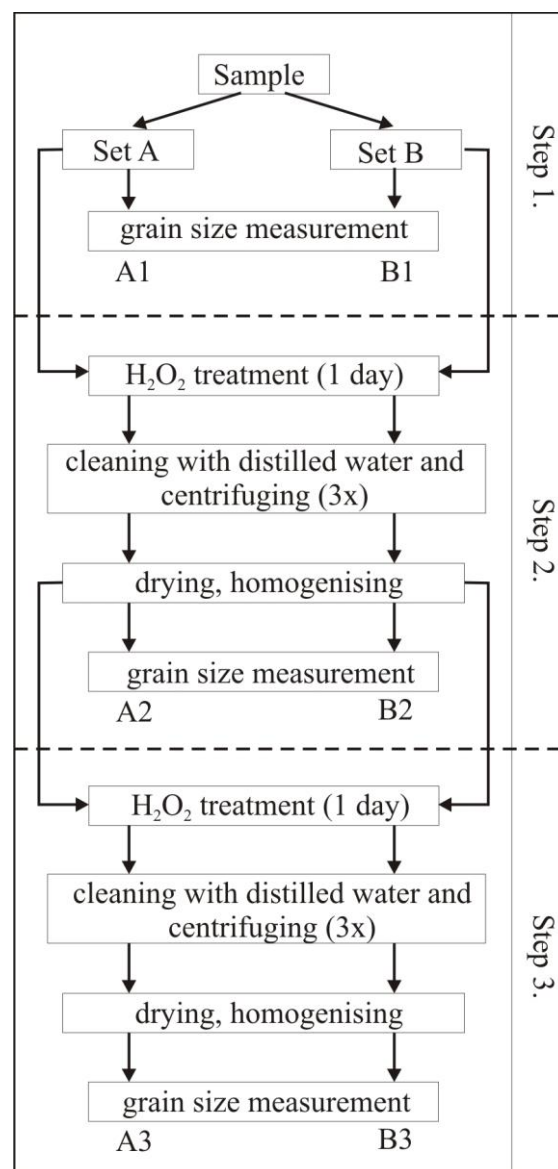 Sample
Set A
Set B
grain size measurement
A1
B1
Step 1.
H₂O₂ treatment (1 day)
cleaning with distilled water and
centrifuging (3x)
drying, homogenising
grain size measurement
A2
B2
Step 2.
H₂O₂ treatment (1 day)
cleaning with distilled water and
centrifuging (3x)
drying, homogenising
grain size measurement
A3
B3
Step 3.